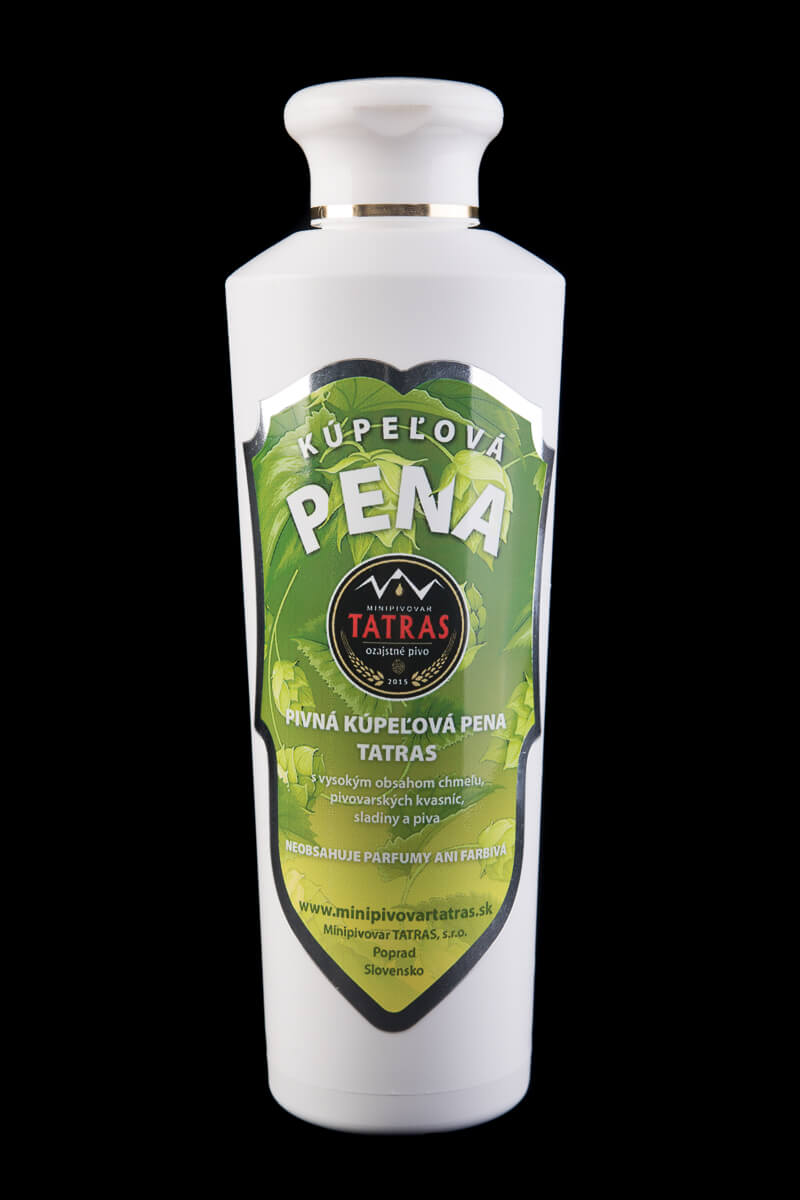 KÚPEĽOVÁ
PENA
MINIPIVOVAR
TATRAS
ozajstné pivo
2015
PIVNÁ KÚPEĽOVÁ PENA
TATRAS
s vysokým obsahom chmeľu,
pivovarských kvasníc,
sladiny a piva
NEOBSAHUJE PARFUMY ANI FARBIVÁ
www.minipivovartatras.sk
Minipivovar TATRAS, s.r.o.
Poprad
Slovensko